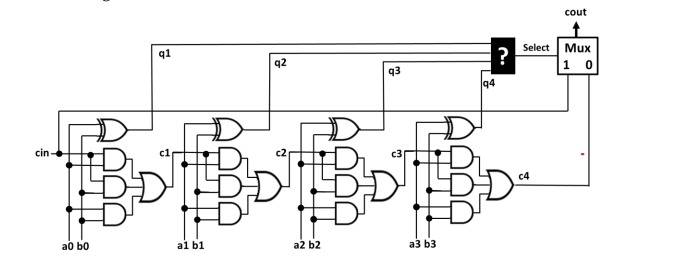 cout
q1
q2
q3
q4
?
Select
Mux
1 0
cin
c1
c2
c3
c4
a0 b0
a1 b1
a2 b2
a3 b3